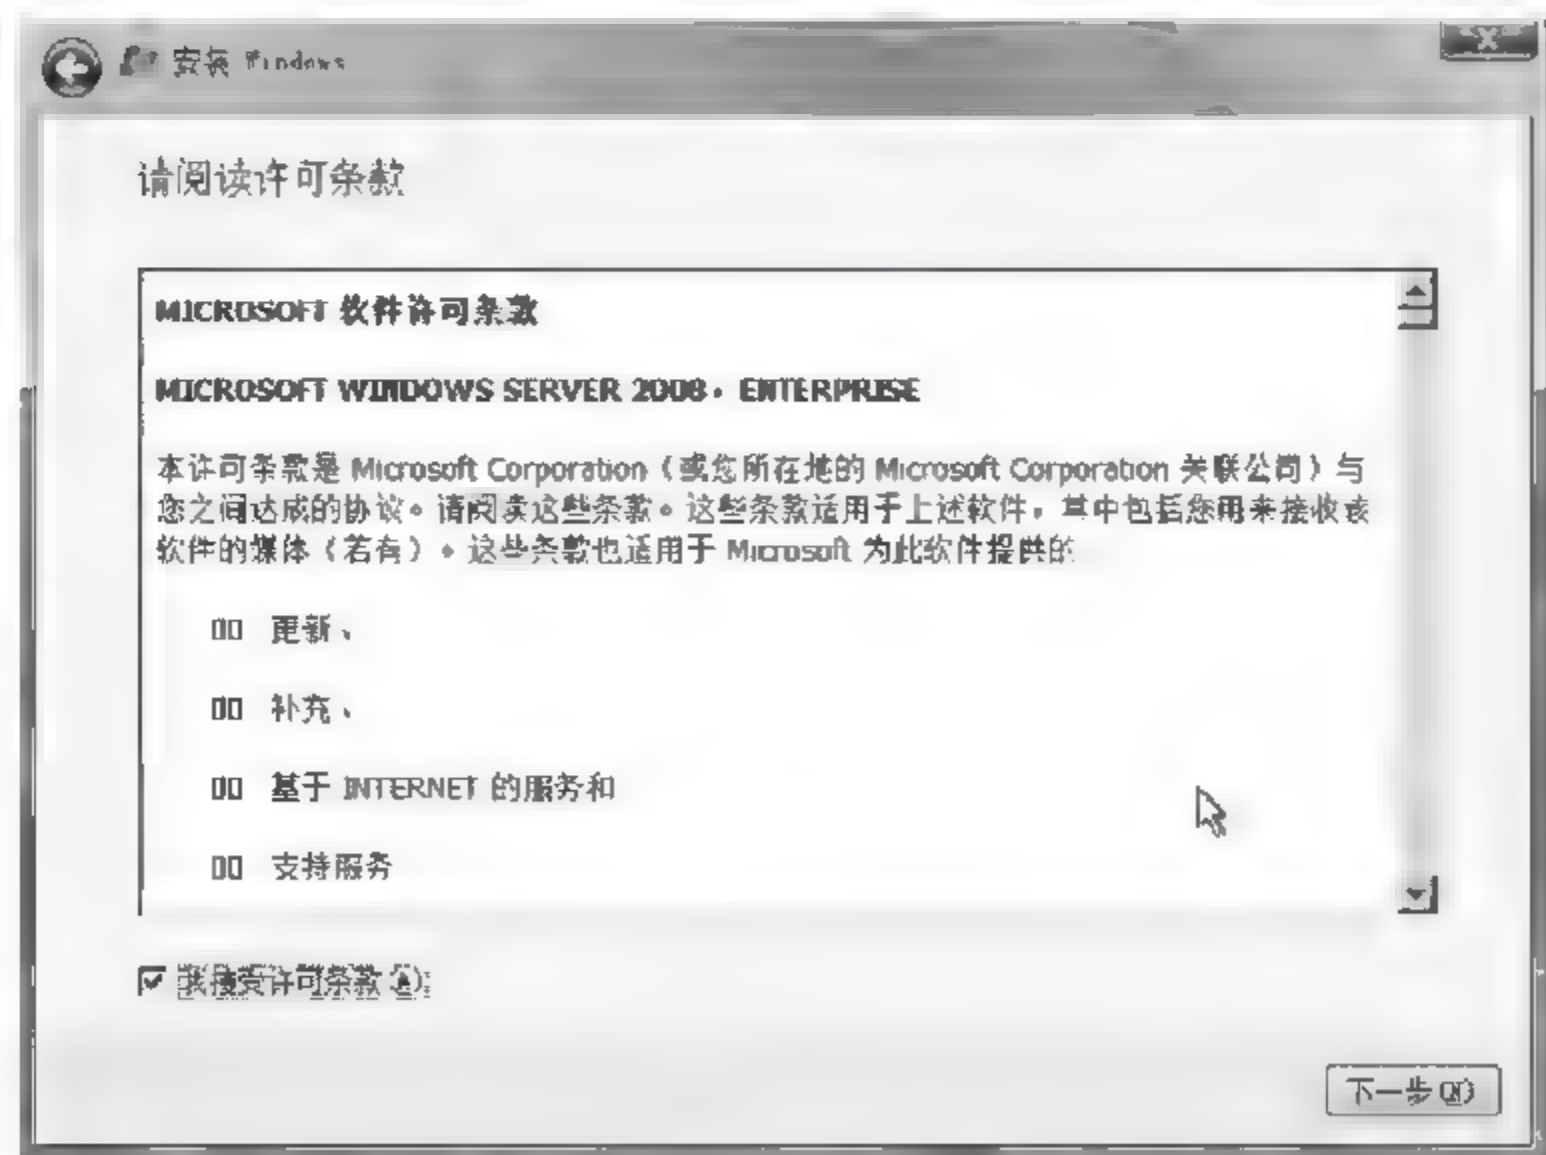 安装 Windows
请阅读许可条款
MICROSOFT 软件许可条款
MICROSOFT WINDOWS SERVER 2008，ENTERPRISE
本许可条款是 Microsoft Corporation（或您所在地的 Microsoft Corporation 关联公司）与
您之间达成的协议。请阅读这些条款。这些条款适用于上述软件，其中包括您用来接收该
软件的媒体（若有）。这些条款也适用于 Microsoft 为此软件提供的
更新、
补充、
基于 INTERNET 的服务和
支持服务
我接受许可条款(A)
下一步(N)